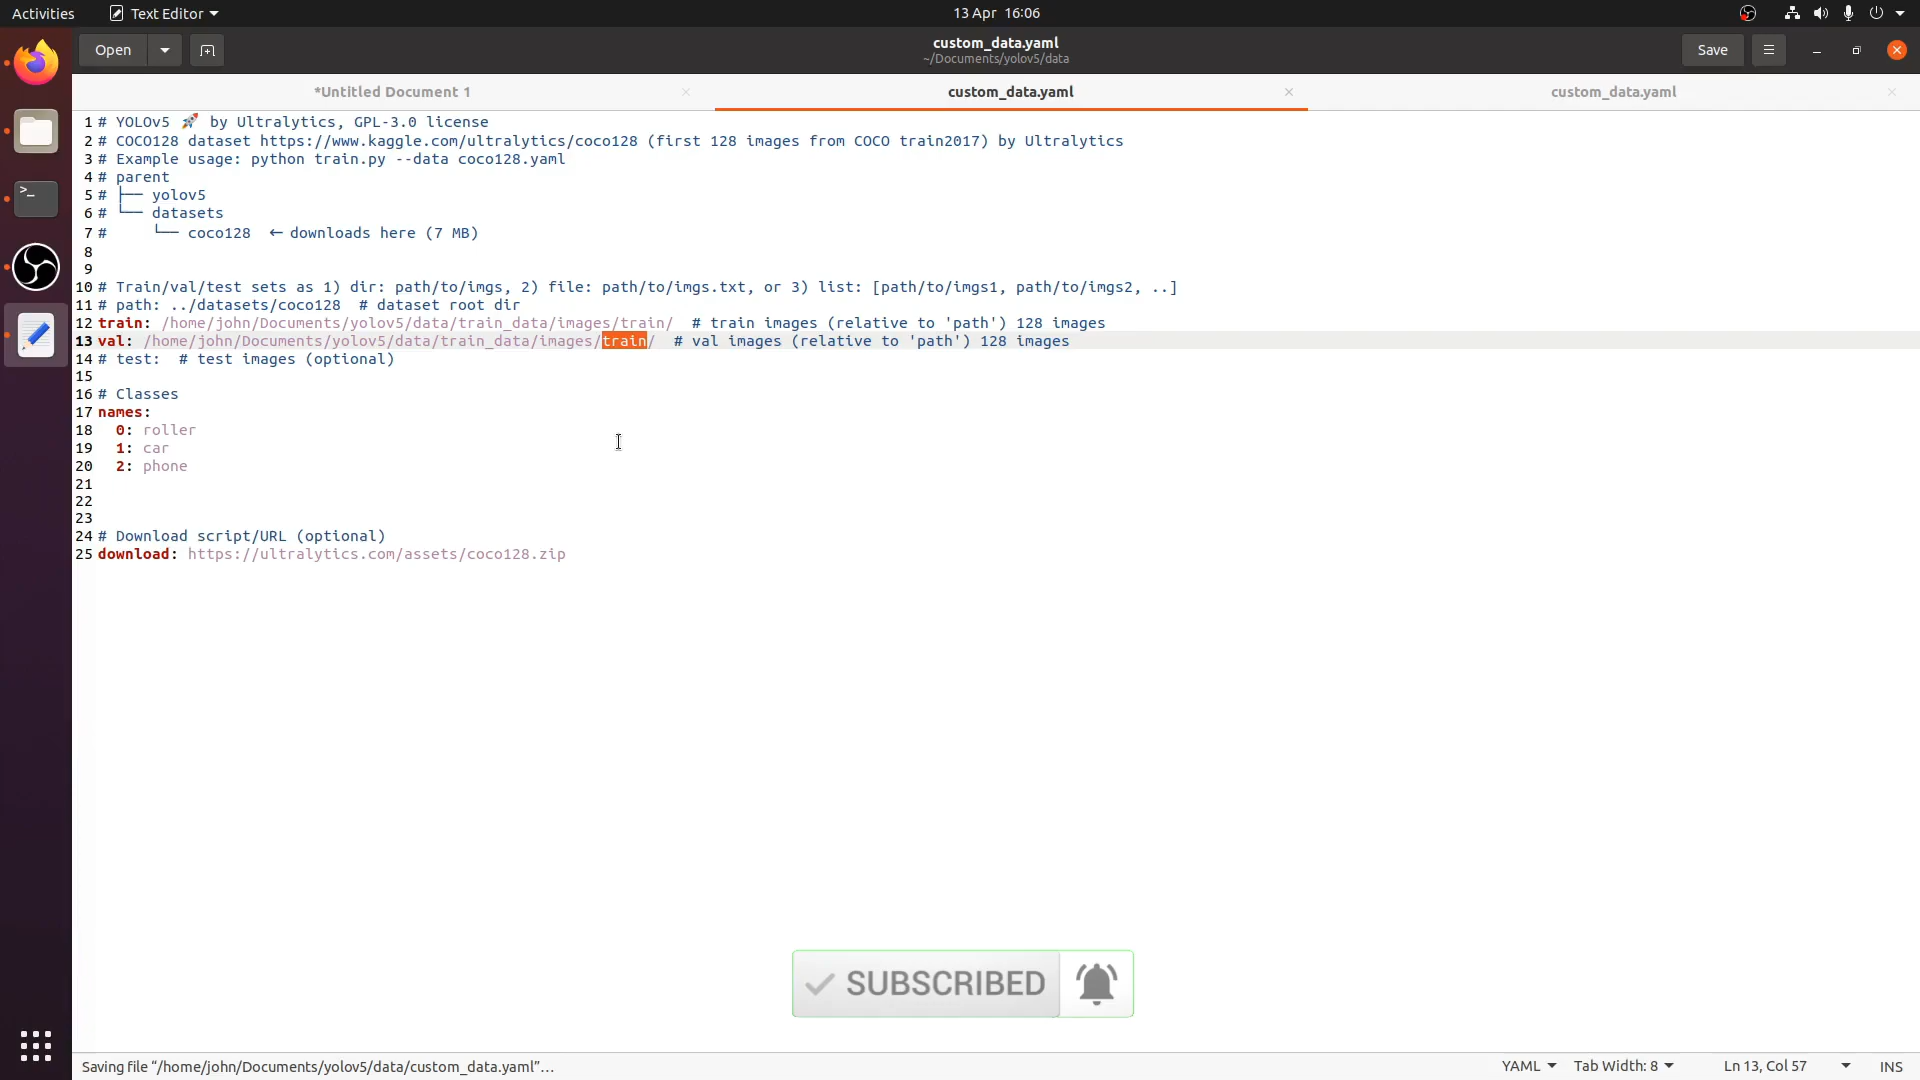 Activities
Text Editor
13 Apr 16:06
Open
custom_data.yaml
~/Documents/yolov5/data
Save
*Untitled Document 1
custom_data.yaml
custom_data.yaml
1 # YOLOv5 🚀 by Ultralytics, GPL-3.0 license
2 # COCO128 dataset https://www.kaggle.com/ultralytics/coco128 (first 128 images from COCO train2017) by Ultralytics
3 # Example usage: python train.py --data coco128.yaml
4 # parent
5 # ├── yolov5
6 # └── datasets
7 #     └── coco128  ← downloads here (7 MB)
8
9
10 # Train/val/test sets as 1) dir: path/to/imgs, 2) file: path/to/imgs.txt, or 3) list: [path/to/imgs1, path/to/imgs2, ..]
11 # path: ../datasets/coco128  # dataset root dir
12 train: /home/john/Documents/yolov5/data/train_data/images/train/  # train images (relative to 'path') 128 images
13 val: /home/john/Documents/yolov5/data/train_data/images/train/  # val images (relative to 'path') 128 images
14 # test:  # test images (optional)
15
16 # Classes
17 names:
18   0: roller
19   1: car
20   2: phone
21
22
23
24 # Download script/URL (optional)
25 download: https://ultralytics.com/assets/coco128.zip
SUBSCRIBED
Saving file “/home/john/Documents/yolov5/data/custom_data.yaml”…
YAML
Tab Width: 8
Ln 13, Col 57
INS